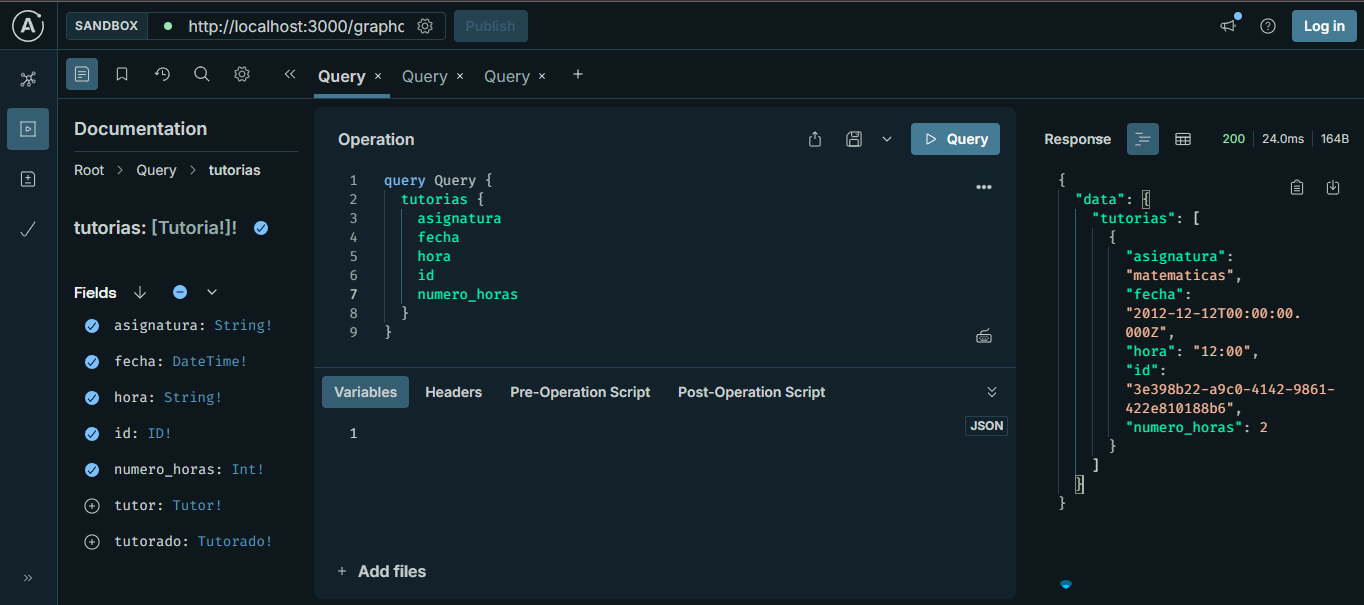 SANDBOX http://localhost:3000/graphc Publish Log in
Query × Query × Query × +
Documentation
Root > Query > tutorias
tutorias: [Tutoria!]!
Fields
asignatura: String!
fecha: DateTime!
hora: String!
id: ID!
numero_horas: Int!
tutor: Tutor!
tutorado: Tutorado!
Operation
Query
1 query Query {
2 tutorias {
3 asignatura
4 fecha
5 hora
6 id
7 numero_horas
8 }
9 }
Variables Headers Pre-Operation Script Post-Operation Script
1
JSON
+ Add files
Response 200 24.0ms 164B
{
"data": {
"tutorias": [
{
"asignatura":
"matematicas",
"fecha":
"2012-12-12T00:00:00.
000Z",
"hora": "12:00",
"id":
"3e398b22-a9c0-4142-9861-
422e810188b6",
"numero_horas": 2
}
]
}
}